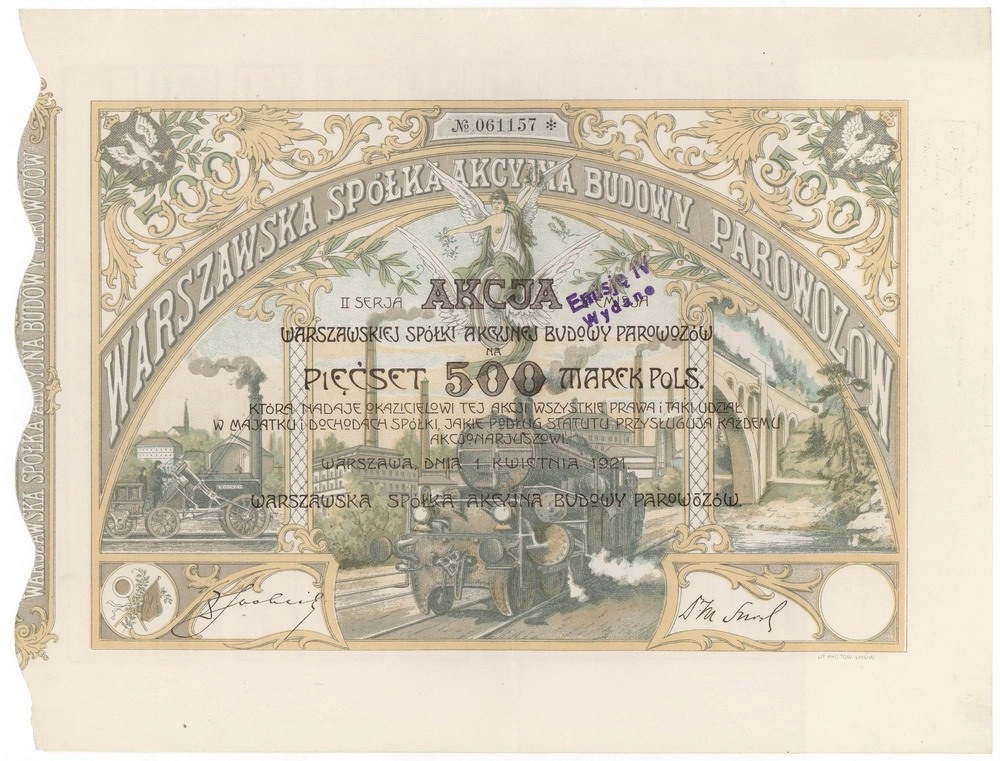 № 061157 *
500
500
WARSZAWSKA SPÓŁKA AKCYJNA BUDOWY PAROWOZÓW
II SERJA AKCJA EMISJA
Emisję IV
Wydano
WARSZAWSKIEJ SPÓŁKI AKCYJNEJ BUDOWY PAROWOZÓW
NA
PIĘĆSET 500 MAREK POLS.
KTÓRA NADAJE OKAZICIELOWI TEJ AKCJI WSZYSTKIE PRAWA I TAKI UDZIAŁ
W MAJĄTKU I DOCHODACH SPÓŁKI, JAKIE PODŁUG STATUTU PRZYSŁUGUJĄ KAŻDEMU
AKCJONARJUSZOWI.
WARSZAWA, DNIA 1 KWIETNIA 1921.
WARSZAWSKA SPÓŁKA AKCYJNA BUDOWY PAROWOZÓW.
WARSZAWSKA SPÓŁKA AKCYJNA BUDOWY PAROWOZÓW